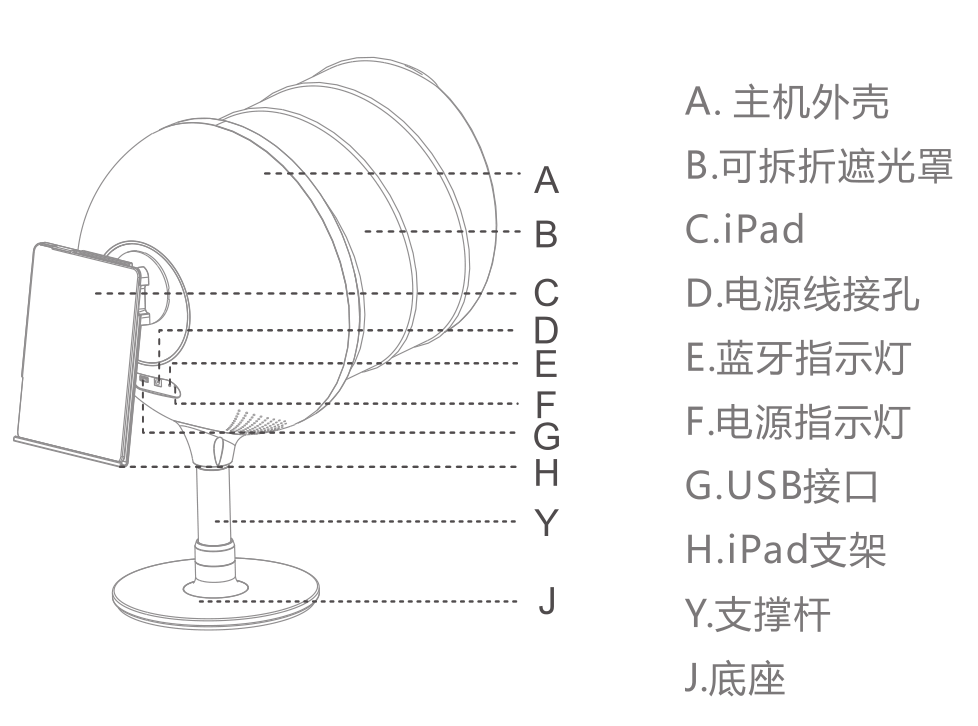 A
B
C
D
E
F
G
H
Y
J
A. 主机外壳
B.可拆折遮光罩
C.iPad
D.电源线接孔
E.蓝牙指示灯
F.电源指示灯
G.USB接口
H.iPad支架
Y.支撑杆
J.底座